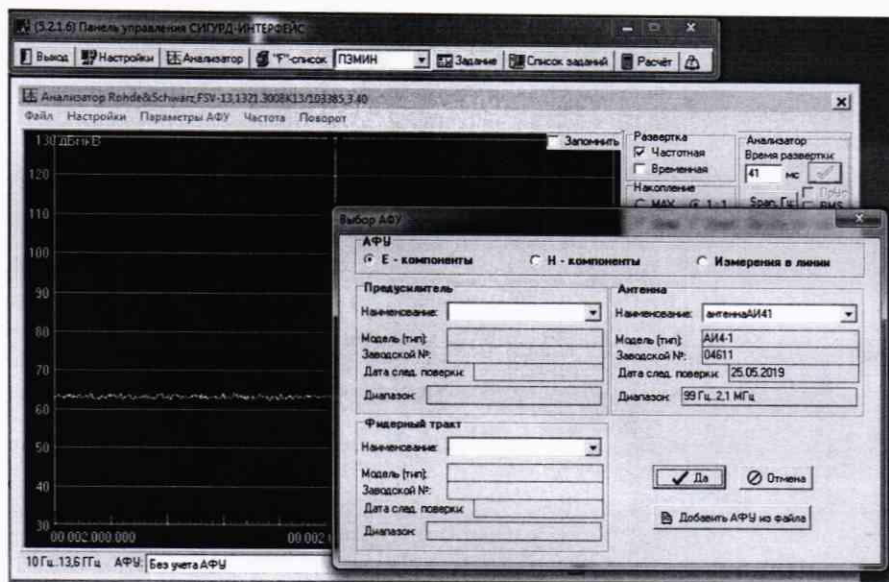 (5.2.1.6) Панель управления СИГУРД-ИНТЕРФЕЙС
Выход Настройки Анализатор "F"-список ПЭМИН Задание Список заданий Расчёт
Анализатор Rohde&Schwarz,FSV-13,1321.3008K13/103385,3.40
Файл Настройки Параметры АФУ Частота Поворот
130 дБмкВ
Запомнить
120
110
100
90
80
70
60
50
40
30
00 002.000.000
00 002
Развертка
Частотная
Временная
Накопление
MAX 1:1
Анализатор
Время развертки:
41 мс
Span, Гц:
RMS
10 Гц..13,6 ГГц АФУ: Без учета АФУ
Выбор АФУ
АФУ
E - компоненты H - компоненты Измерения в линии
Предусилитель
Наименование:
Модель (тип):
Заводской №:
Дата след. поверки:
Диапазон:
Антенна
Наименование: антеннаАИ41
Модель (тип): АИ4-1
Заводской №: 04611
Дата след. поверки: 25.05.2019
Диапазон: 99 Гц..2,1 МГц
Фидерный тракт
Наименование:
Модель (тип):
Заводской №:
Дата след. поверки:
Диапазон:
Да Отмена
Добавить АФУ из файла